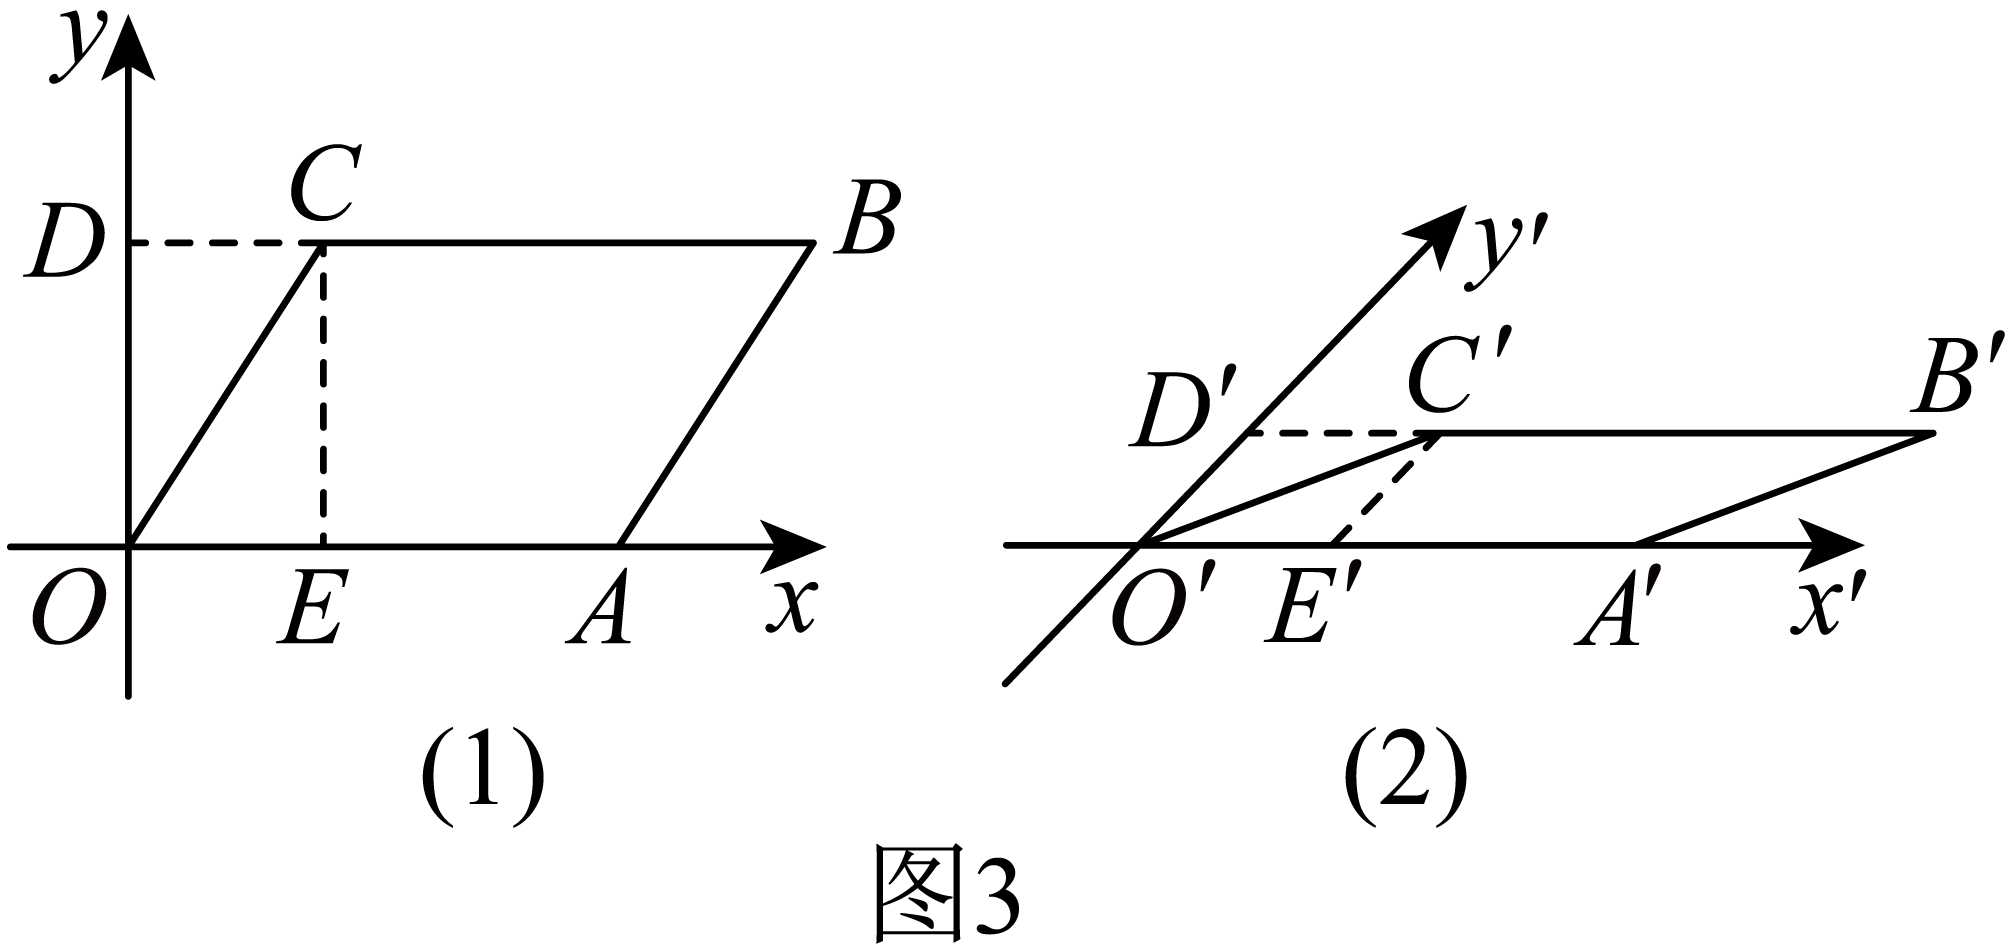 y
C
B
D
O
E
A
x
(1)
y′
C′
B′
D′
O′
E′
A′
x′
(2)
图3